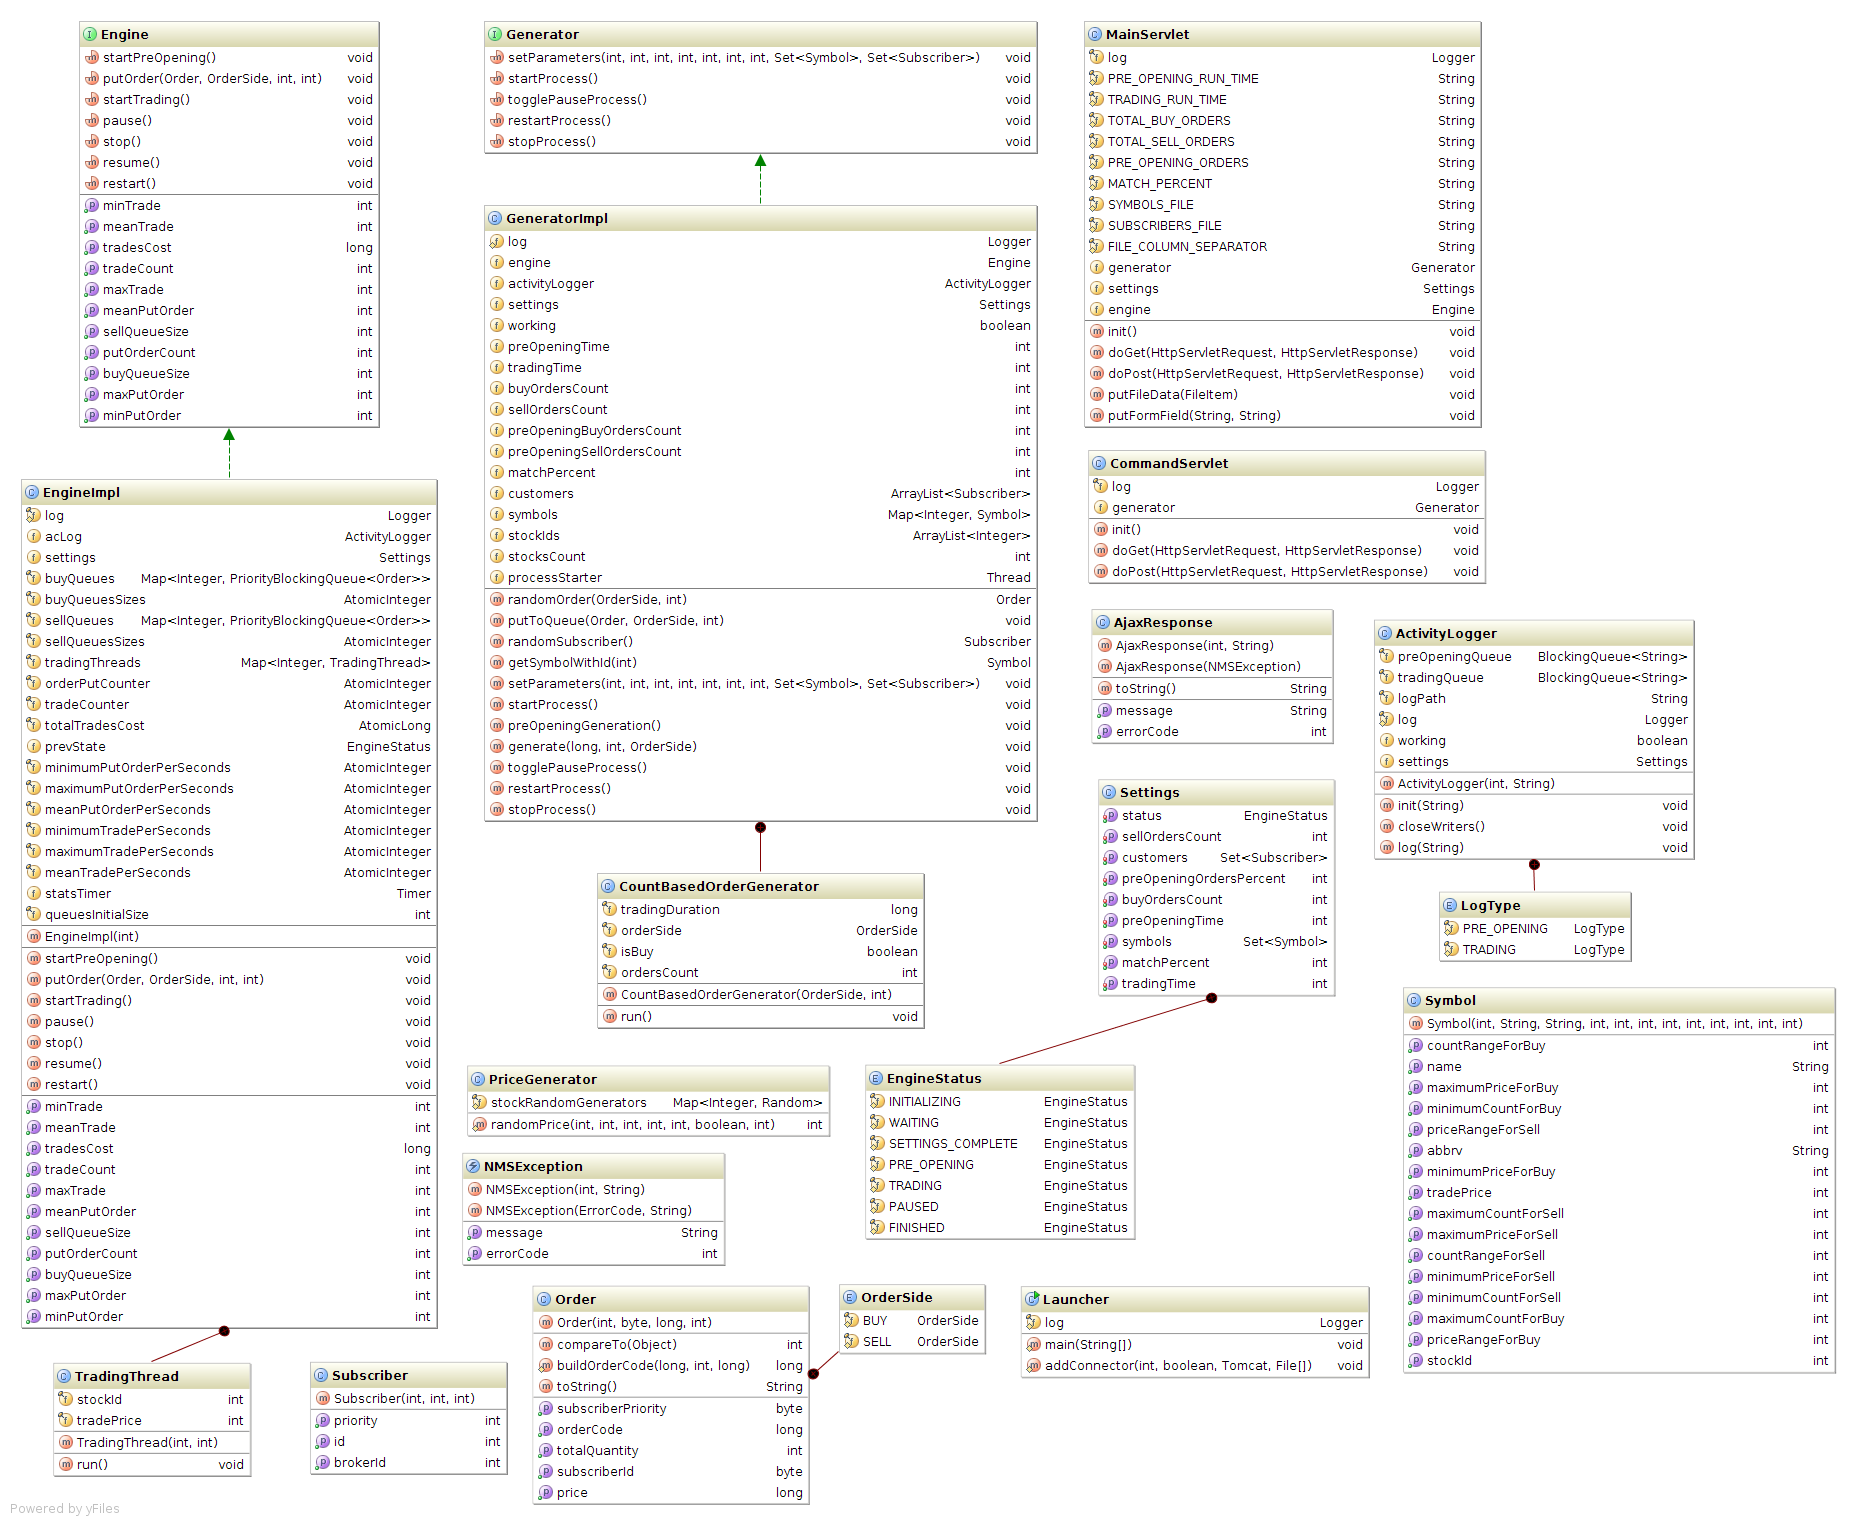 Engine
startPreOpening() void
putOrder(Order, OrderSide, int, int) void
startTrading() void
pause() void
stop() void
resume() void
restart() void
minTrade int
meanTrade int
tradesCost long
tradeCount int
maxTrade int
meanPutOrder int
sellQueueSize int
putOrderCount int
buyQueueSize int
maxPutOrder int
minPutOrder int
EngineImpl
log Logger
acLog ActivityLogger
settings Settings
buyQueues Map<Integer, PriorityBlockingQueue<Order>>
buyQueuesSizes AtomicInteger
sellQueues Map<Integer, PriorityBlockingQueue<Order>>
sellQueuesSizes AtomicInteger
tradingThreads Map<Integer, TradingThread>
orderPutCounter AtomicInteger
tradeCounter AtomicInteger
totalTradesCost AtomicLong
prevState EngineStatus
minimumPutOrderPerSeconds AtomicInteger
maximumPutOrderPerSeconds AtomicInteger
meanPutOrderPerSeconds AtomicInteger
minimumTradePerSeconds AtomicInteger
maximumTradePerSeconds AtomicInteger
meanTradePerSeconds AtomicInteger
statsTimer Timer
queuesInitialSize int
EngineImpl(int)
startPreOpening() void
putOrder(Order, OrderSide, int, int) void
startTrading() void
pause() void
stop() void
resume() void
restart() void
minTrade int
meanTrade int
tradesCost long
tradeCount int
maxTrade int
meanPutOrder int
sellQueueSize int
putOrderCount int
buyQueueSize int
maxPutOrder int
minPutOrder int
TradingThread
stockId int
tradePrice int
TradingThread(int, int)
run() void
Subscriber
Subscriber(int, int, int)
priority int
id int
brokerId int
Generator
setParameters(int, int, int, int, int, int, int, Set<Symbol>, Set<Subscriber>) void
startProcess() void
togglePauseProcess() void
restartProcess() void
stopProcess() void
GeneratorImpl
log Logger
engine Engine
activityLogger ActivityLogger
settings Settings
working boolean
preOpeningTime int
tradingTime int
buyOrdersCount int
sellOrdersCount int
preOpeningBuyOrdersCount int
preOpeningSellOrdersCount int
matchPercent int
customers ArrayList<Subscriber>
symbols Map<Integer, Symbol>
stockIds ArrayList<Integer>
stocksCount int
processStarter Thread
randomOrder(OrderSide, int) Order
putToQueue(Order, OrderSide, int) void
randomSubscriber() Subscriber
getSymbolWithId(int) Symbol
setParameters(int, int, int, int, int, int, int, Set<Symbol>, Set<Subscriber>) void
startProcess() void
preOpeningGeneration() void
generate(long, int, OrderSide) void
togglePauseProcess() void
restartProcess() void
stopProcess() void
CountBasedOrderGenerator
tradingDuration long
orderSide OrderSide
isBuy boolean
ordersCount int
CountBasedOrderGenerator(OrderSide, int)
run() void
PriceGenerator
stockRandomGenerators Map<Integer, Random>
randomPrice(int, int, int, int, int, boolean, int) int
NMSException
NMSException(int, String)
NMSException(ErrorCode, String)
message String
errorCode int
Order
Order(int, byte, long, int)
compareTo(Object) int
buildOrderCode(long, int, long) long
toString() String
subscriberPriority byte
orderCode long
totalQuantity int
subscriberId byte
price long
OrderSide
BUY OrderSide
SELL OrderSide
MainServlet
log Logger
PRE_OPENING_RUN_TIME String
TRADING_RUN_TIME String
TOTAL_BUY_ORDERS String
TOTAL_SELL_ORDERS String
PRE_OPENING_ORDERS String
MATCH_PERCENT String
SYMBOLS_FILE String
SUBSCRIBERS_FILE String
FILE_COLUMN_SEPARATOR String
generator Generator
settings Settings
engine Engine
init() void
doGet(HttpServletRequest, HttpServletResponse) void
doPost(HttpServletRequest, HttpServletResponse) void
putFileData(FileItem) void
putFormField(String, String) void
CommandServlet
log Logger
generator Generator
init() void
doGet(HttpServletRequest, HttpServletResponse) void
doPost(HttpServletRequest, HttpServletResponse) void
AjaxResponse
AjaxResponse(int, String)
AjaxResponse(NMSException)
toString() String
message String
errorCode int
ActivityLogger
preOpeningQueue BlockingQueue<String>
tradingQueue BlockingQueue<String>
logPath String
log Logger
working boolean
settings Settings
ActivityLogger(int, String)
init(String) void
closeWriters() void
log(String) void
LogType
PRE_OPENING LogType
TRADING LogType
Settings
status EngineStatus
sellOrdersCount int
customers Set<Subscriber>
preOpeningOrdersPercent int
buyOrdersCount int
preOpeningTime int
symbols Set<Symbol>
matchPercent int
tradingTime int
EngineStatus
INITIALIZING EngineStatus
WAITING EngineStatus
SETTINGS_COMPLETE EngineStatus
PRE_OPENING EngineStatus
TRADING EngineStatus
PAUSED EngineStatus
FINISHED EngineStatus
Symbol
Symbol(int, String, String, int, int, int, int, int, int, int, int, int)
countRangeForBuy int
name String
maximumPriceForBuy int
minimumCountForBuy int
priceRangeForSell int
abbrv String
minimumPriceForBuy int
tradePrice int
maximumCountForSell int
maximumPriceForSell int
countRangeForSell int
minimumPriceForSell int
minimumCountForSell int
maximumCountForBuy int
priceRangeForBuy int
stockId int
Launcher
log Logger
main(String[]) void
addConnector(int, boolean, Tomcat, File[]) void
Powered by yFiles